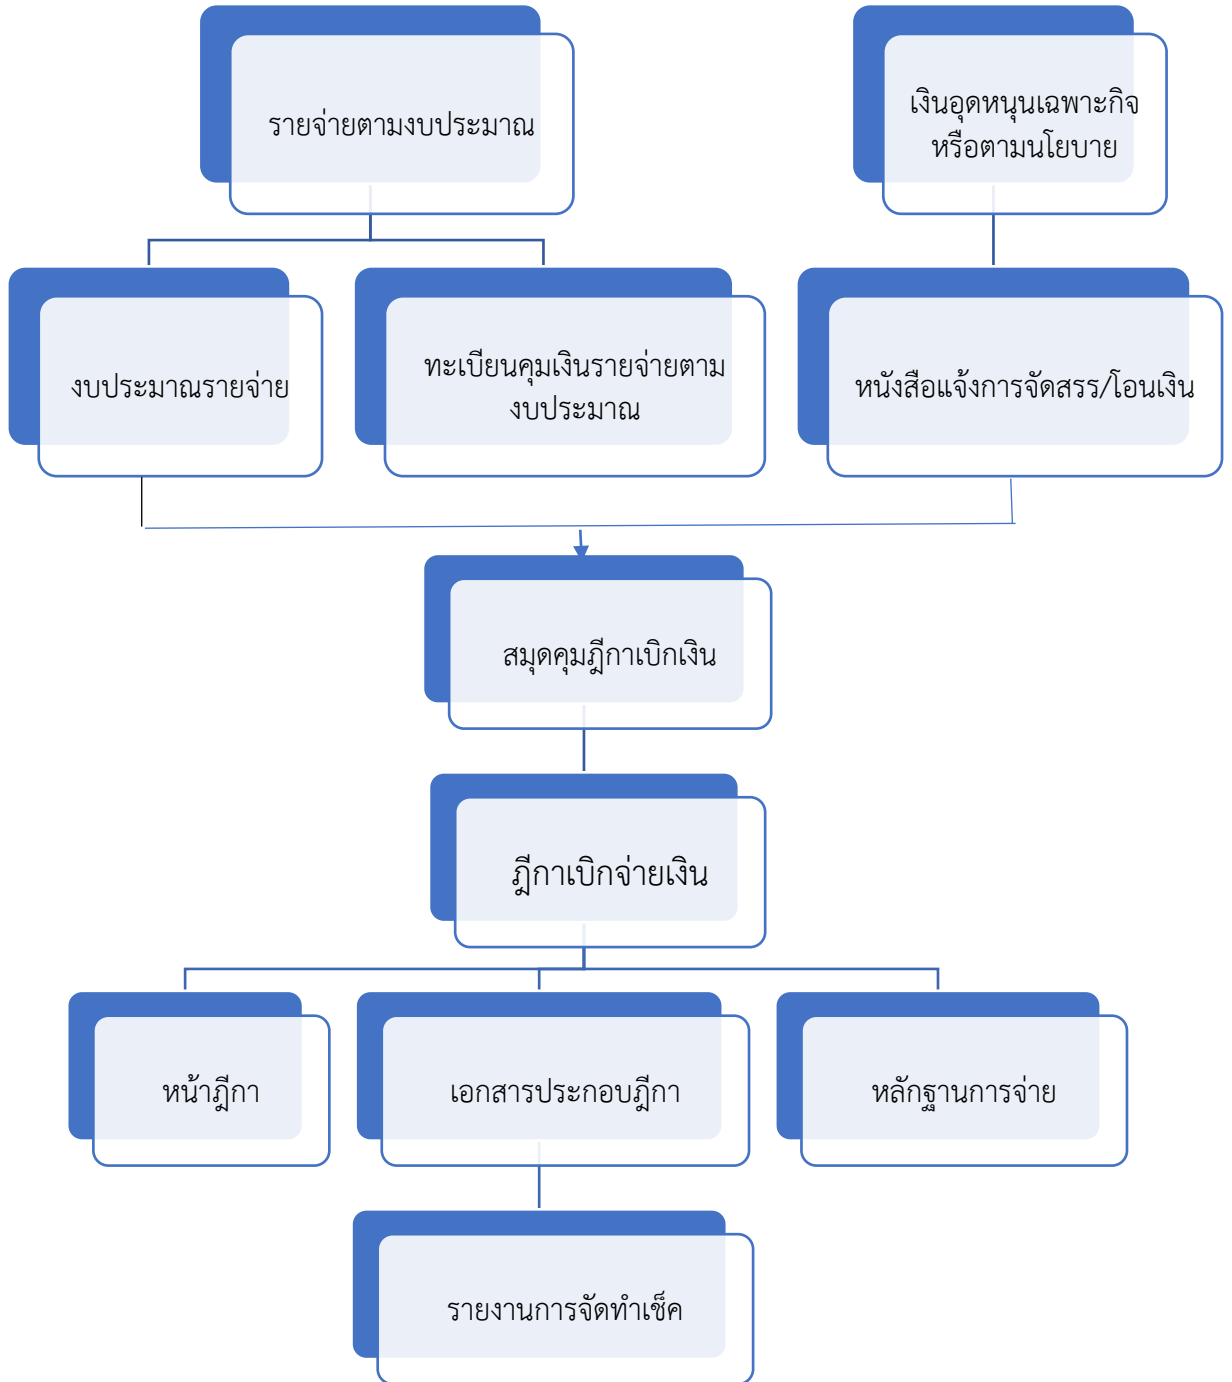 รายจ่ายตามงบประมาณ
เงินอุดหนุนเฉพาะกิจ
หรือตามนโยบาย
งบประมาณรายจ่าย
ทะเบียนคุมเงินรายจ่ายตาม
งบประมาณ
หนังสือแจ้งการจัดสรร/โอนเงิน
สมุดคุมฎีกาเบิกเงิน
ฎีกาเบิกจ่ายเงิน
หน้าฎีกา
เอกสารประกอบฎีกา
หลักฐานการจ่าย
รายงานการจัดทำเช็ค